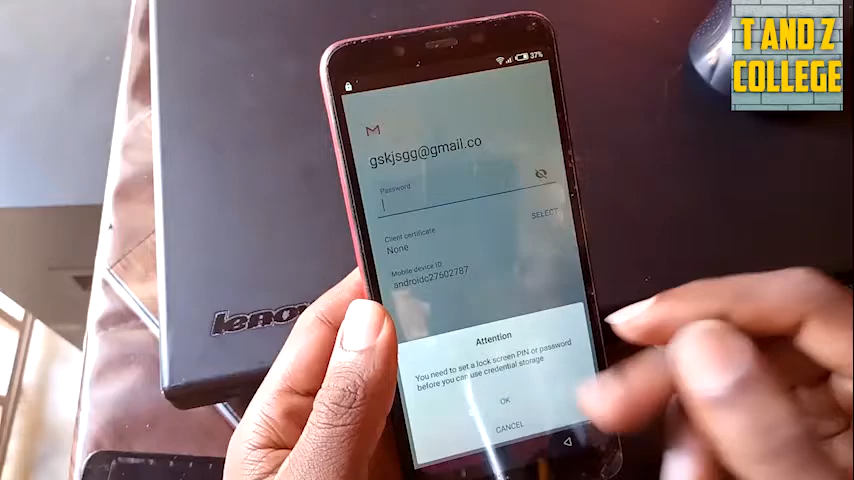 T AND Z
COLLEGE
37%
gskjsgg@gmail.co
Password
SELECT
Client certificate
None
Mobile device ID
androidc27602787
Attention
You need to set a lock screen PIN or password
before you can use credential storage
OK
CANCEL
lenovo